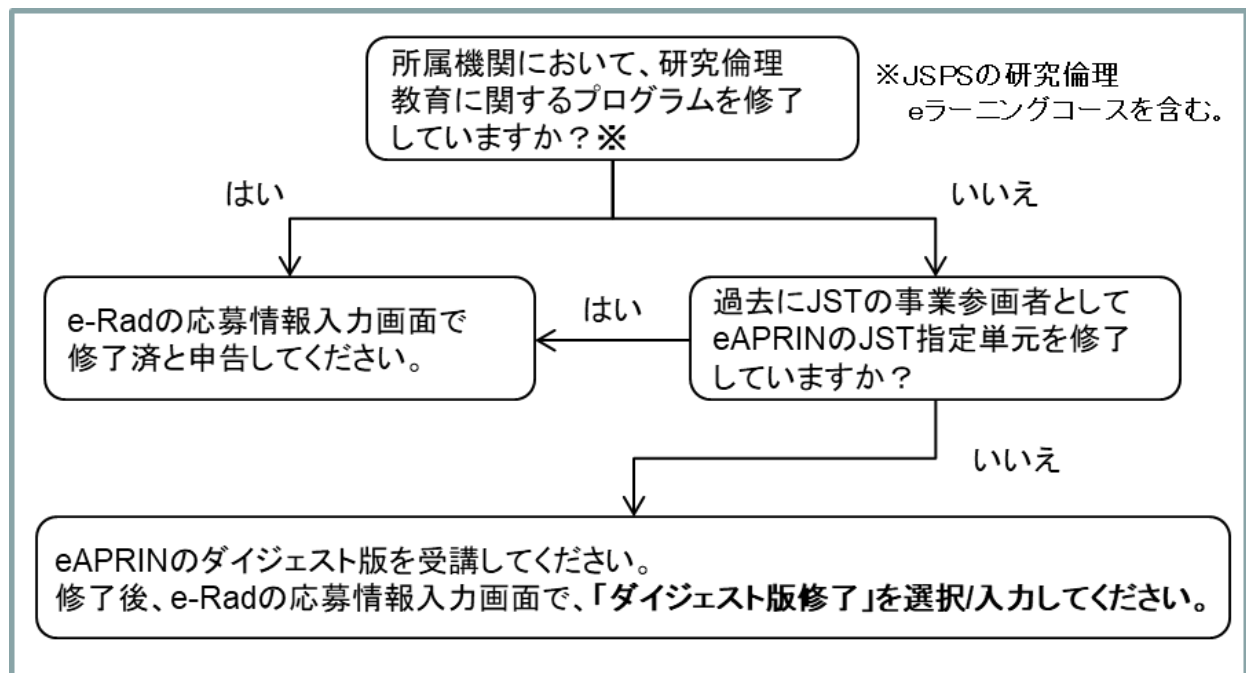 所属機関において、研究倫理
教育に関するプログラムを修了
していますか？※
※JSPSの研究倫理
eラーニングコースを含む。
はい
いいえ
e-Radの応募情報入力画面で
修了済と申告してください。
はい
過去にJSTの事業参画者として
eAPRINのJST指定単元を修了
していますか？
いいえ
eAPRINのダイジェスト版を受講してください。
修了後、e-Radの応募情報入力画面で、「ダイジェスト版修了」を選択/入力してください。